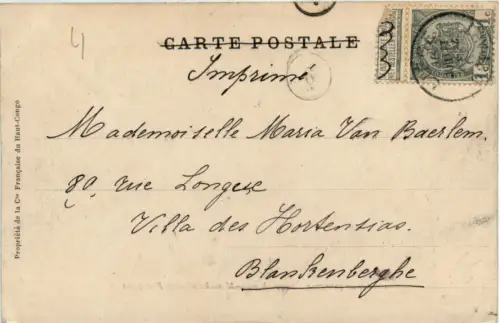 4
CARTE POSTALE
Imprimé
Mademoiselle Maria Van Baerlem.
80, rue Longue
Villa des Hortensias.
Blankenberghe
Propriété de la Cie Française du Haut-Congo